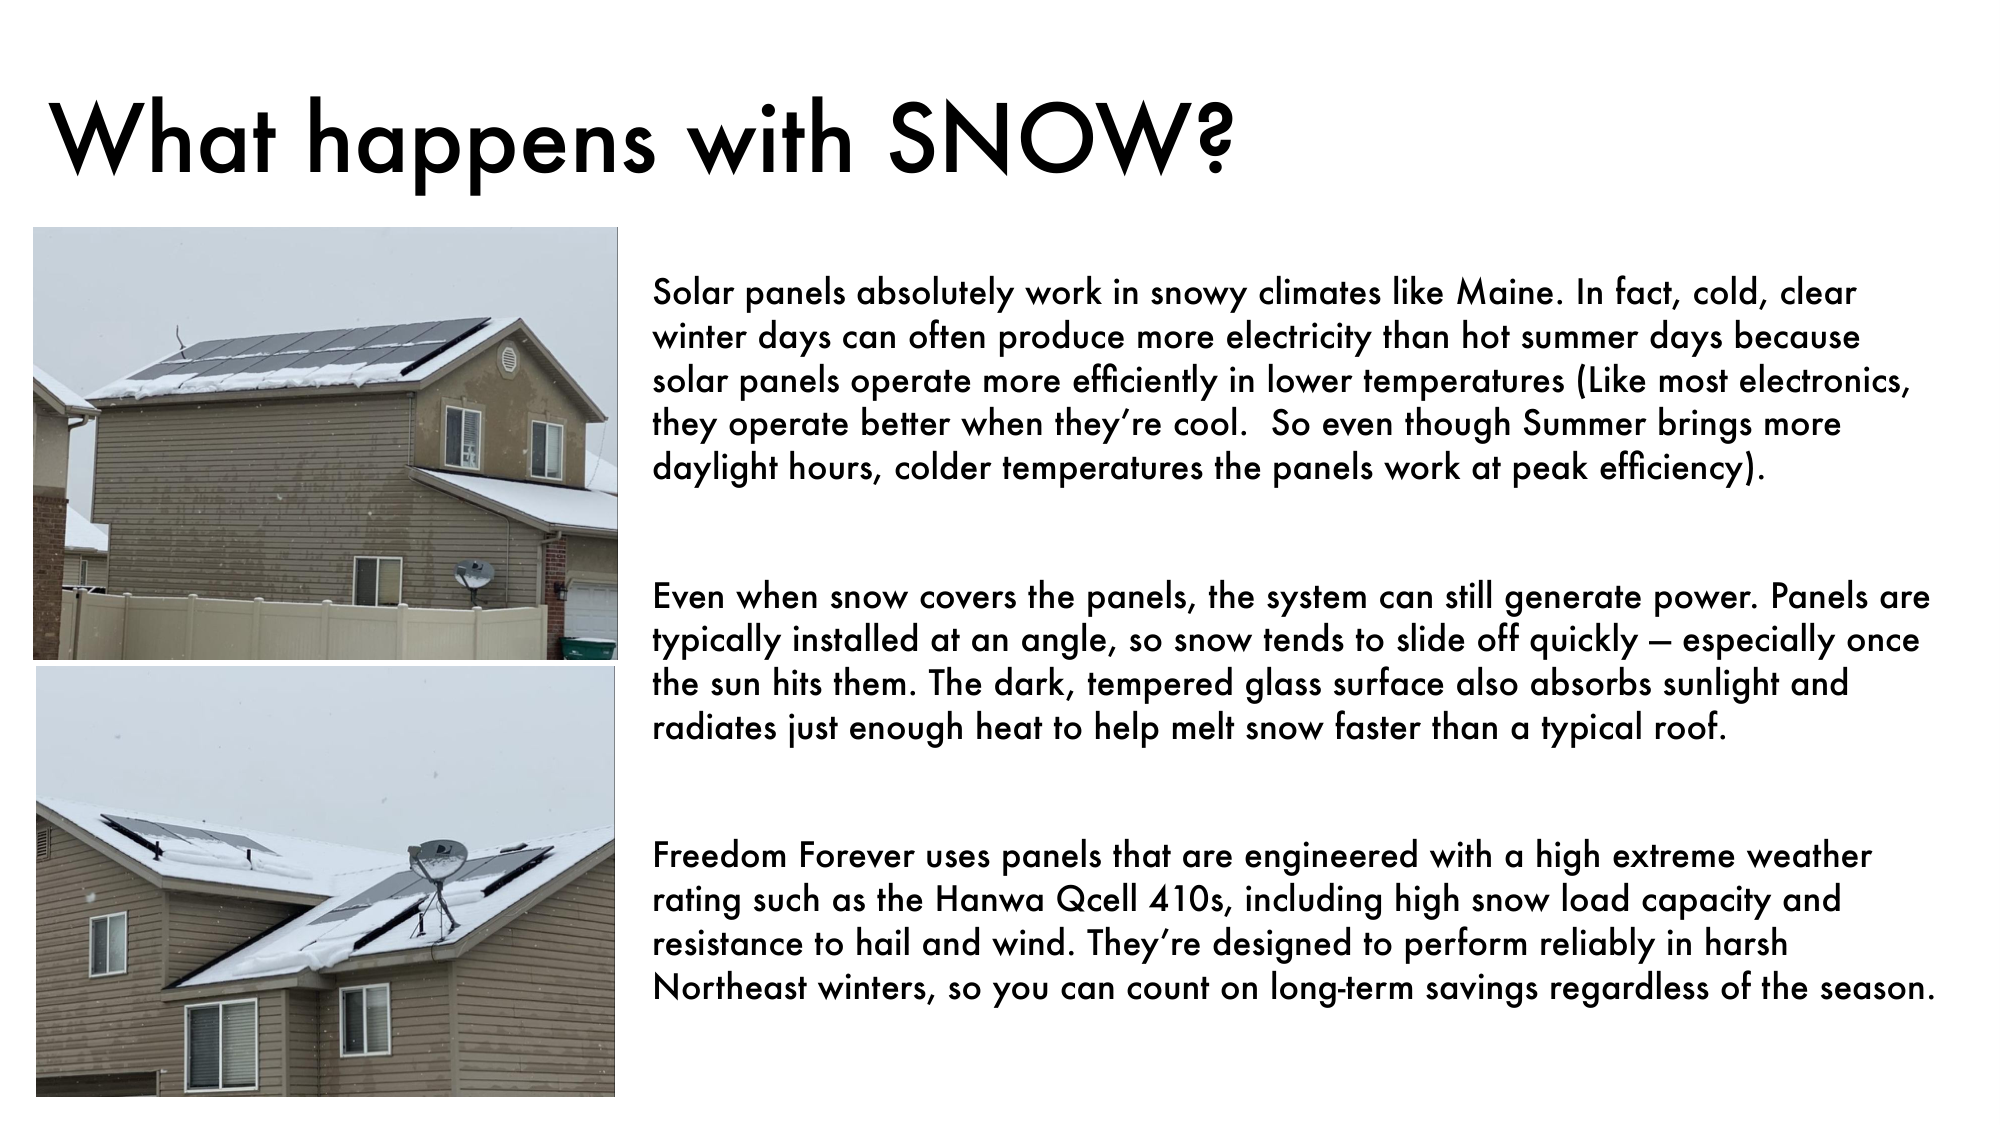 What happens with SNOW?
Solar panels absolutely work in snowy climates like Maine. In fact, cold, clear
winter days can often produce more electricity than hot summer days because
solar panels operate more efficiently in lower temperatures (Like most electronics,
they operate better when they’re cool.  So even though Summer brings more
daylight hours, colder temperatures the panels work at peak efficiency).
Even when snow covers the panels, the system can still generate power. Panels are
typically installed at an angle, so snow tends to slide off quickly — especially once
the sun hits them. The dark, tempered glass surface also absorbs sunlight and
radiates just enough heat to help melt snow faster than a typical roof.
Freedom Forever uses panels that are engineered with a high extreme weather
rating such as the Hanwa Qcell 410s, including high snow load capacity and
resistance to hail and wind. They’re designed to perform reliably in harsh
Northeast winters, so you can count on long-term savings regardless of the season.